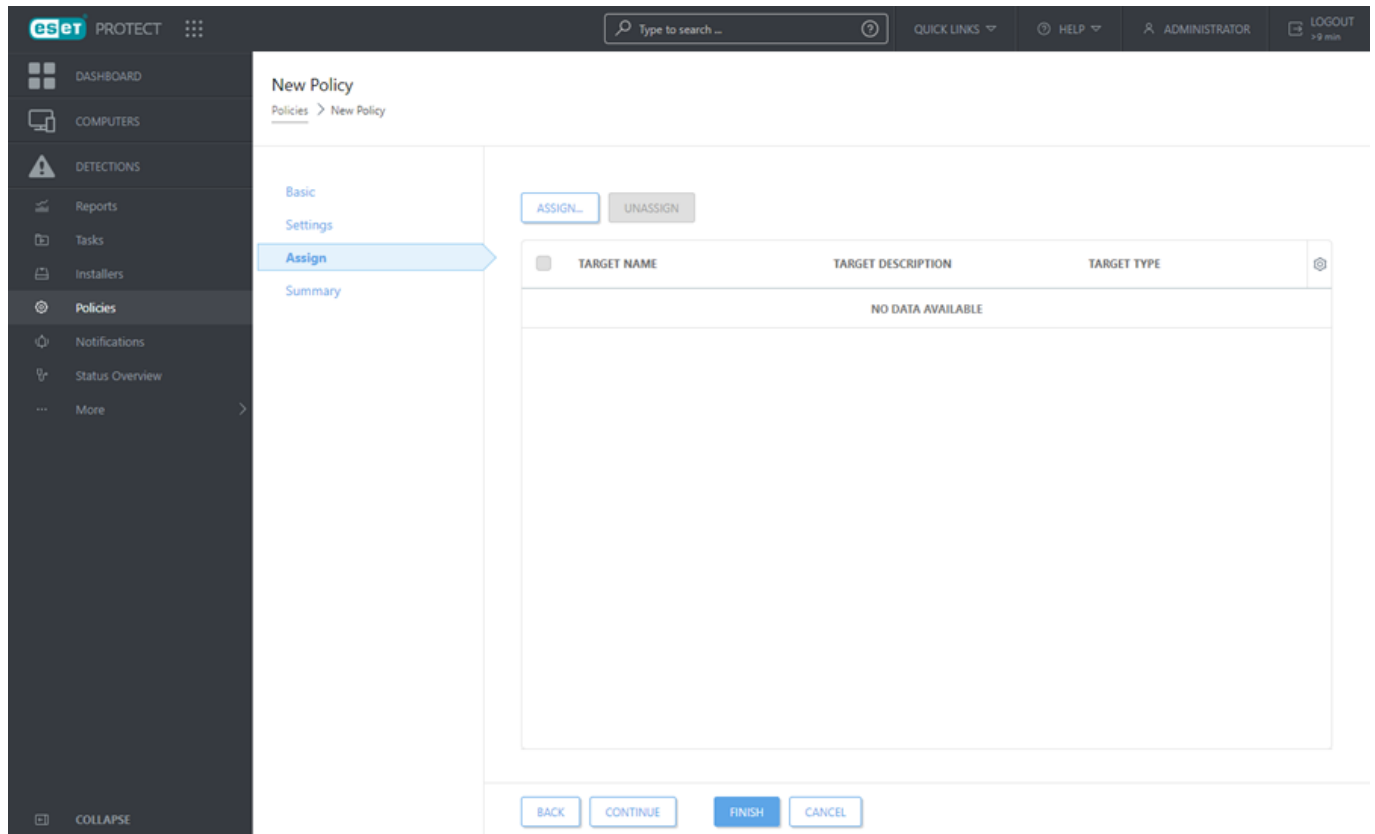 eset PROTECT
Type to search ...
QUICK LINKS
HELP
ADMINISTRATOR
LOGOUT
>9 min
DASHBOARD
COMPUTERS
DETECTIONS
Reports
Tasks
Installers
Policies
Notifications
Status Overview
More
COLLAPSE
New Policy
Policies > New Policy
Basic
Settings
Assign
Summary
ASSIGN... UNASSIGN
TARGET NAME TARGET DESCRIPTION TARGET TYPE
NO DATA AVAILABLE
BACK CONTINUE FINISH CANCEL